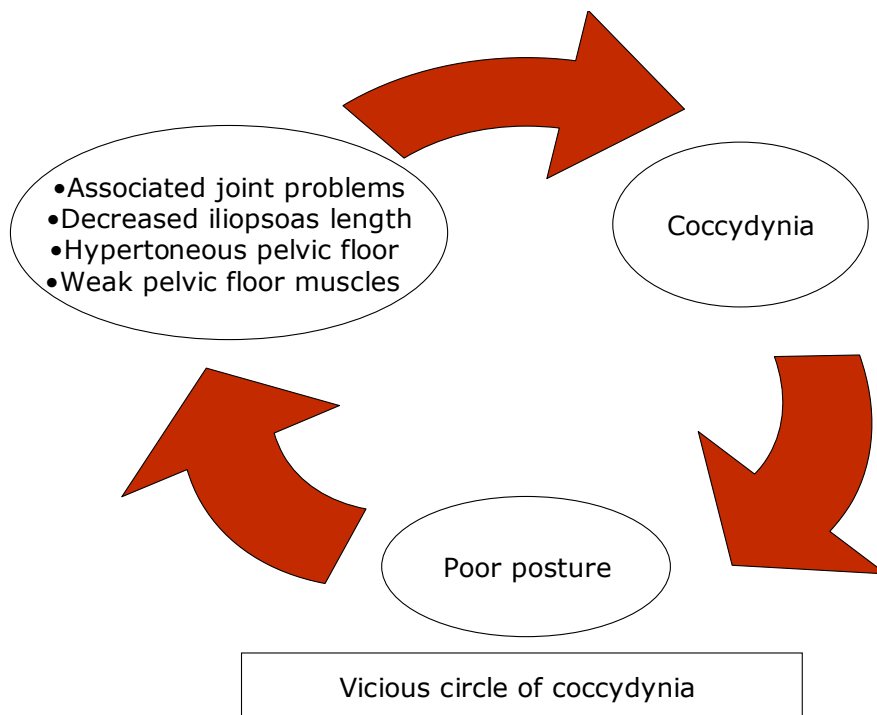 •Associated joint problems
•Decreased iliopsoas length
•Hypertoneous pelvic floor
•Weak pelvic floor muscles
Coccydynia
Poor posture
Vicious circle of coccydynia